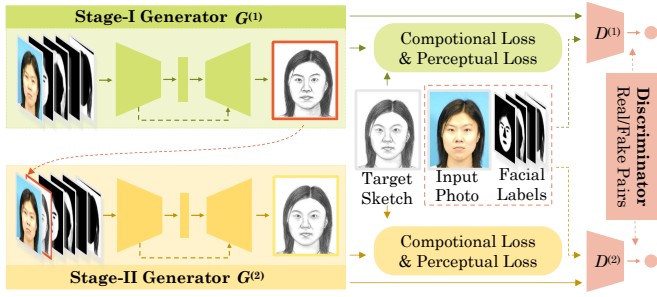 Stage-I Generator G(1)
Compotional Loss
& Perceptual Loss
D(1)
Target
Sketch
Input
Photo
Facial
Labels
Discriminator
Real/Fake Pairs
Compotional Loss
& Perceptual Loss
D(2)
Stage-II Generator G(2)